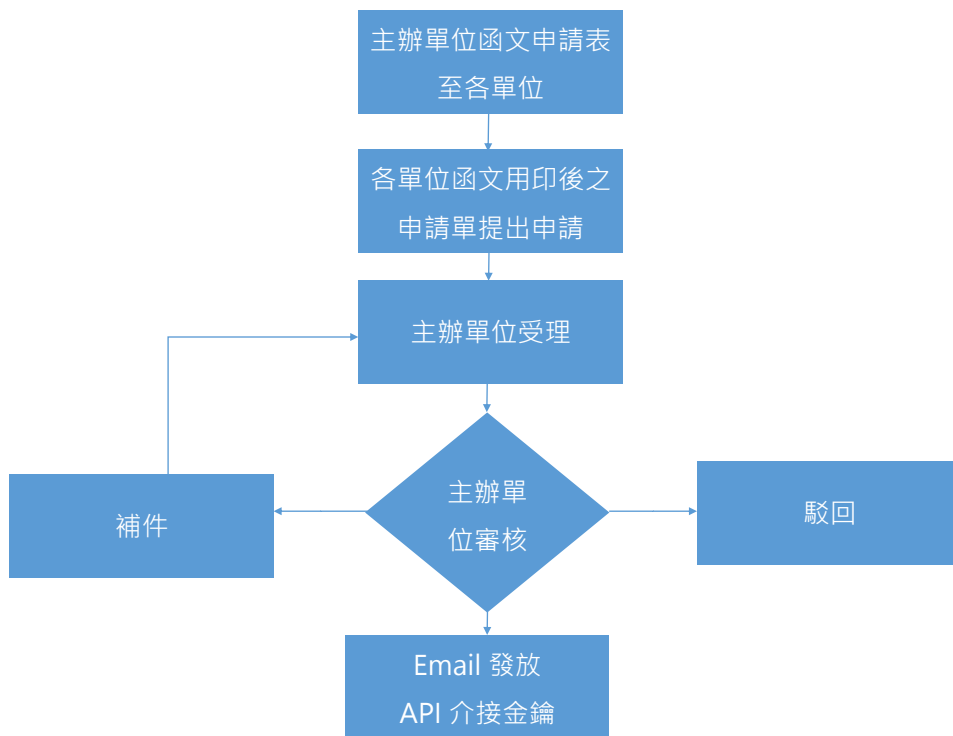 主辦單位函文申請表
至各單位
各單位函文用印後之
申請單提出申請
主辦單位受理
主辦單
位審核
補件
駁回
Email 發放
API 介接金鑰